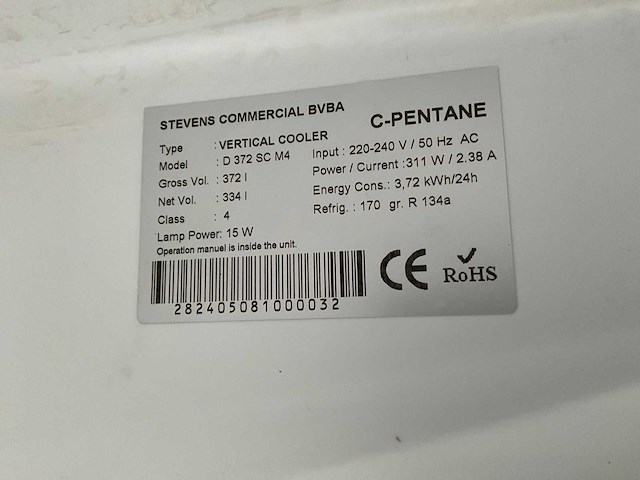 STEVENS COMMERCIAL BVBA
C-PENTANE
Type : VERTICAL COOLER
Model : D 372 SC M4
Gross Vol. : 372 l
Net Vol. : 334 l
Class : 4
Lamp Power: 15 W
Operation manuel is inside the unit.
Input : 220-240 V / 50 Hz AC
Power / Current :311 W / 2.38 A
Energy Cons.: 3,72 kWh/24h
Refrig. : 170 gr. R 134a
282405081000032
CE
RoHS